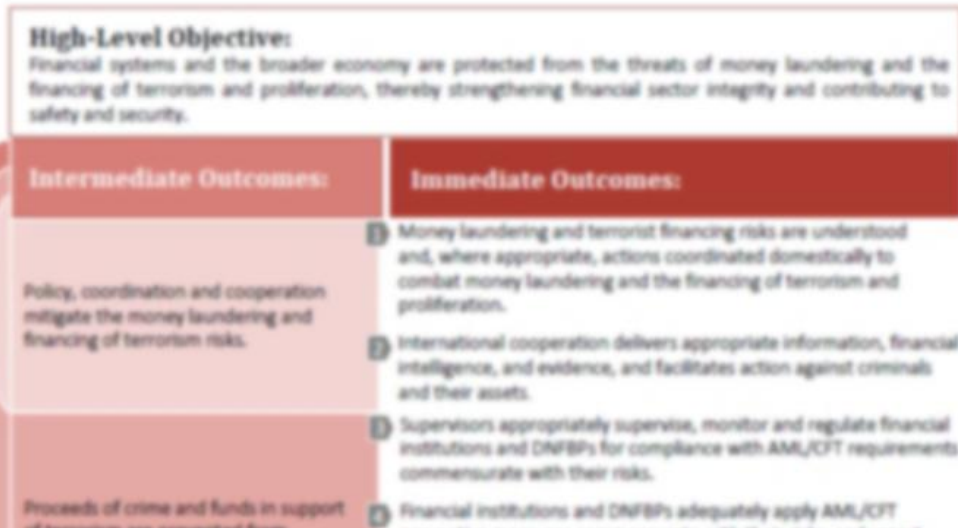 High-Level Objective:
Financial systems and the broader economy are protected from the threats of money laundering and the
financing of terrorism and proliferation, thereby strengthening financial sector integrity and contributing to
safety and security.
Intermediate Outcomes:
Immediate Outcomes:
Policy, coordination and cooperation
mitigate the money laundering and
financing of terrorism risks.
1 Money laundering and terrorist financing risks are understood
and, where appropriate, actions coordinated domestically to
combat money laundering and the financing of terrorism and
proliferation.
2 International cooperation delivers appropriate information, financial
intelligence, and evidence, and facilitates action against criminals
and their assets.
Proceeds of crime and funds in support
3 Supervisors appropriately supervise, monitor and regulate financial
institutions and DNFBPs for compliance with AML/CFT requirements
commensurate with their risks.
4 Financial institutions and DNFBPs adequately apply AML/CFT